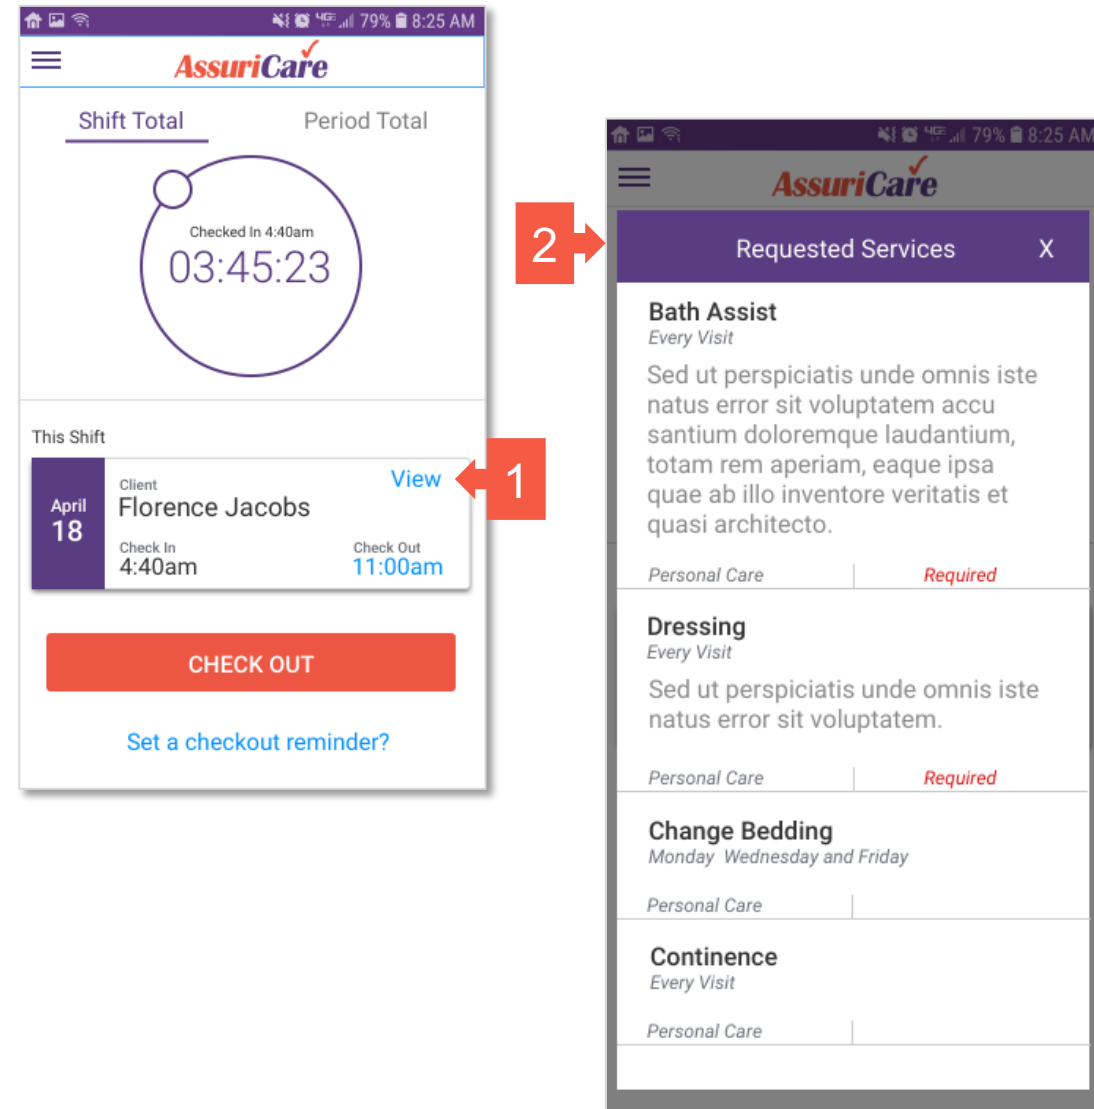 79% 8:25 AM
AssuriCare
Shift Total Period Total
Checked In 4:40am
03:45:23
This Shift
April
18
Client
Florence Jacobs
View
Check In
4:40am
Check Out
11:00am
CHECK OUT
Set a checkout reminder?
1
2
79% 8:25 AM
AssuriCare
Requested Services X
Bath Assist
Every Visit
Sed ut perspiciatis unde omnis iste
natus error sit voluptatem accu
santium doloremque laudantium,
totam rem aperiam, eaque ipsa
quae ab illo inventore veritatis et
quasi architecto.
Personal Care Required
Dressing
Every Visit
Sed ut perspiciatis unde omnis iste
natus error sit voluptatem.
Personal Care Required
Change Bedding
Monday Wednesday and Friday
Personal Care
Continence
Every Visit
Personal Care